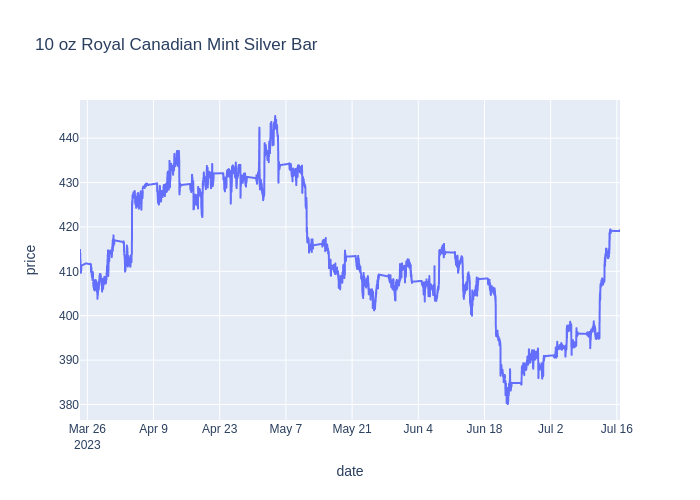 10 oz Royal Canadian Mint Silver Bar
440
430
420
410
400
390
380
price
Mar 26
2023
Apr 9
Apr 23
May 7
May 21
Jun 4
Jun 18
Jul 2
Jul 16
date